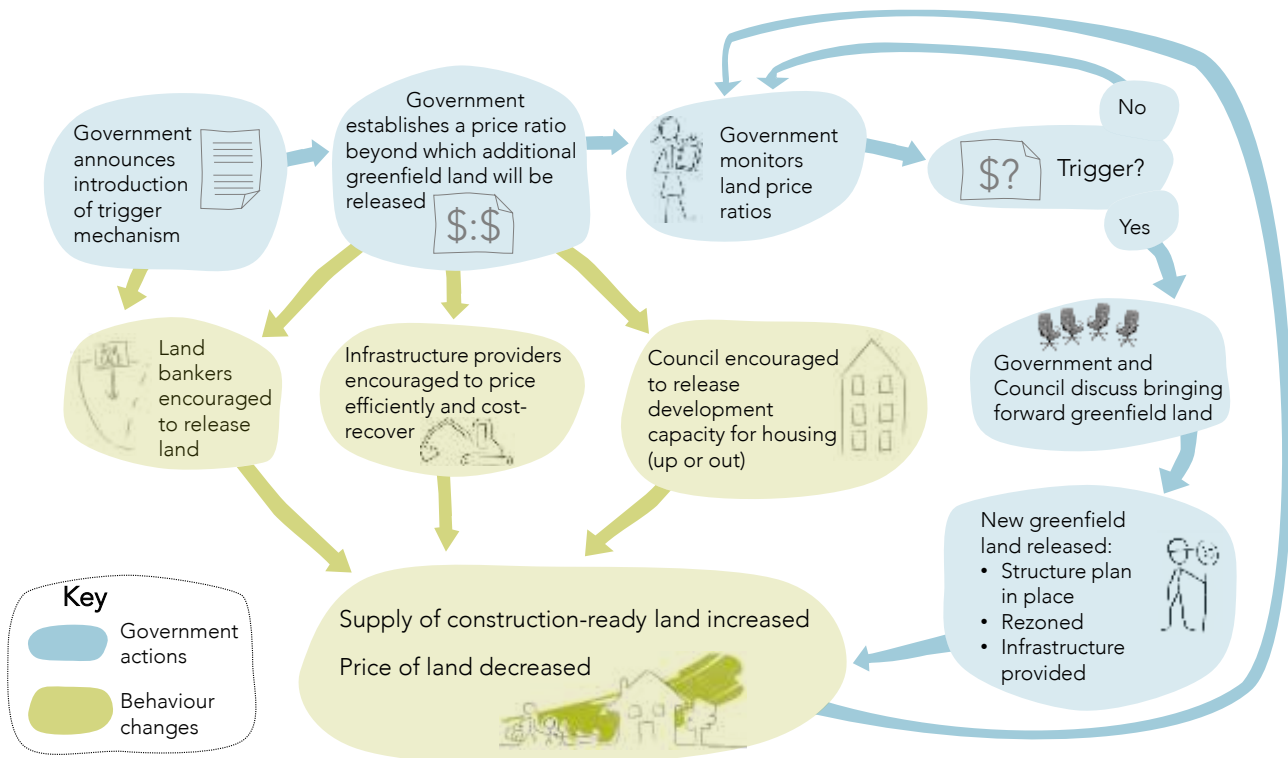 Government
announces
introduction
of trigger
mechanism
Government
establishes a price ratio
beyond which additional
greenfield land will be
released
$:$
Government
monitors
land price
ratios
No
$?
Trigger?
Yes
Land
bankers
encouraged
to release
land
Infrastructure providers
encouraged to price
efficiently and cost-
recover
Council encouraged
to release
development
capacity for housing
(up or out)
Government and
Council discuss bringing
forward greenfield land
New greenfield
land released:
• Structure plan
in place
• Rezoned
• Infrastructure
provided
Supply of construction-ready land increased
Price of land decreased
Key
Government
actions
Behaviour
changes